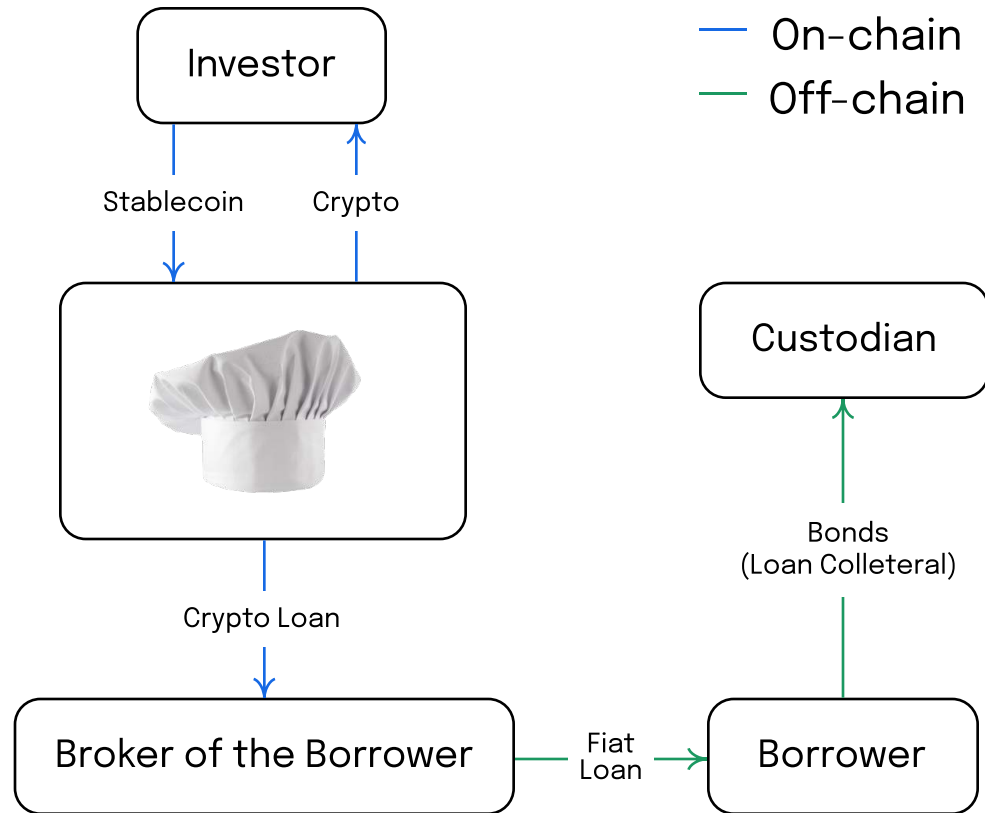 Investor
On-chain
Off-chain
Stablecoin
Crypto
Custodian
Bonds
(Loan Colleteral)
Crypto Loan
Broker of the Borrower
Fiat
Loan
Borrower